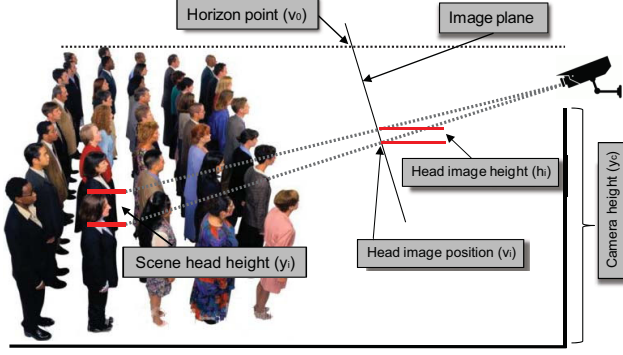 Horizon point (v₀)
Image plane
Head image height (hᵢ)
Camera height (y꜀)
Head image position (vᵢ)
Scene head height (yᵢ)